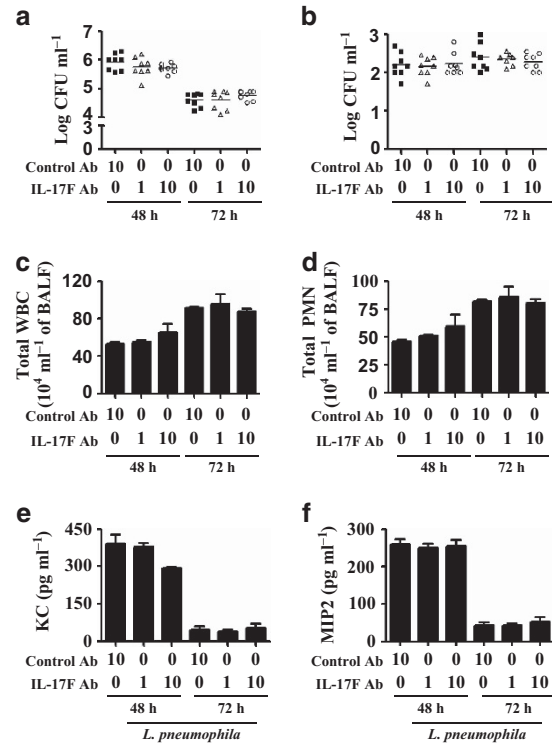 a
Log CFU ml⁻¹
7
6
5
4
3
0
Control Ab 10 0 0 10 0 0
IL-17F Ab 0 1 10 0 1 10
48 h 72 h
b
Log CFU ml⁻¹
3
2
1
0
Control Ab 10 0 0 10 0 0
IL-17F Ab 0 1 10 0 1 10
48 h 72 h
c
Total WBC
(10⁴ ml⁻¹ of BALF)
120
80
40
0
Control Ab 10 0 0 10 0 0
IL-17F Ab 0 1 10 0 1 10
48 h 72 h
d
Total PMN
(10⁴ ml⁻¹ of BALF)
100
75
50
25
0
Control Ab 10 0 0 10 0 0
IL-17F Ab 0 1 10 0 1 10
48 h 72 h
e
KC
(pg ml⁻¹)
450
300
150
0
Control Ab 10 0 0 10 0 0
IL-17F Ab 0 1 10 0 1 10
48 h 72 h
L. pneumophila
f
MIP2
(pg ml⁻¹)
300
200
100
0
Control Ab 10 0 0 10 0 0
IL-17F Ab 0 1 10 0 1 10
48 h 72 h
L. pneumophila